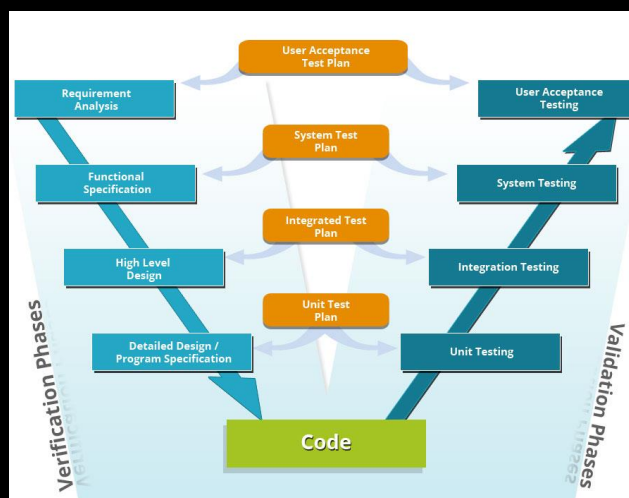 User Acceptance
Test Plan
Requirement
Analysis
User Acceptance
Testing
System Test
Plan
Functional
Specification
System Testing
Integrated Test
Plan
High Level
Design
Integration Testing
Unit Test
Plan
Detailed Design /
Program Specification
Unit Testing
Code
Verification Phases
Validation Phases